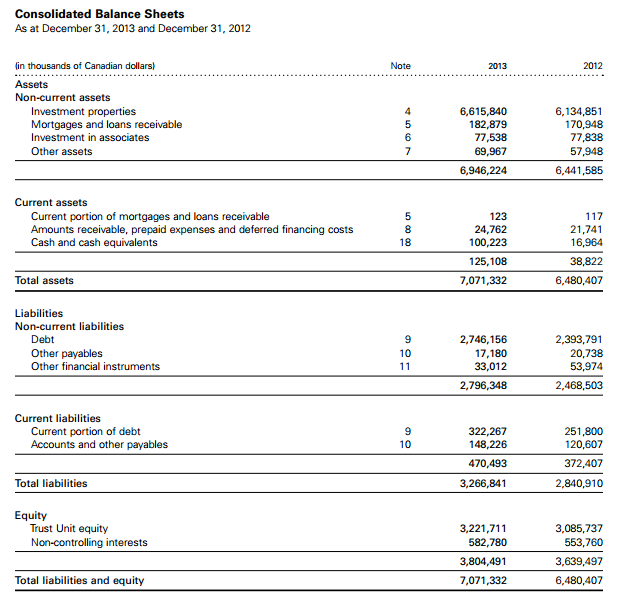 Consolidated Balance Sheets
As at December 31, 2013 and December 31, 2012
(in thousands of Canadian dollars) Note 2013 2012
Assets
Non-current assets
Investment properties 4 6,615,840 6,134,851
Mortgages and loans receivable 5 182,879 170,948
Investment in associates 6 77,538 77,838
Other assets 7 69,967 57,948
6,946,224 6,441,585
Current assets
Current portion of mortgages and loans receivable 5 123 117
Amounts receivable, prepaid expenses and deferred financing costs 8 24,762 21,741
Cash and cash equivalents 18 100,223 16,964
125,108 38,822
Total assets 7,071,332 6,480,407
Liabilities
Non-current liabilities
Debt 9 2,746,156 2,393,791
Other payables 10 17,180 20,738
Other financial instruments 11 33,012 53,974
2,796,348 2,468,503
Current liabilities
Current portion of debt 9 322,267 251,800
Accounts and other payables 10 148,226 120,607
470,493 372,407
Total liabilities 3,266,841 2,840,910
Equity
Trust Unit equity 3,221,711 3,085,737
Non-controlling interests 582,780 553,760
3,804,491 3,639,497
Total liabilities and equity 7,071,332 6,480,407